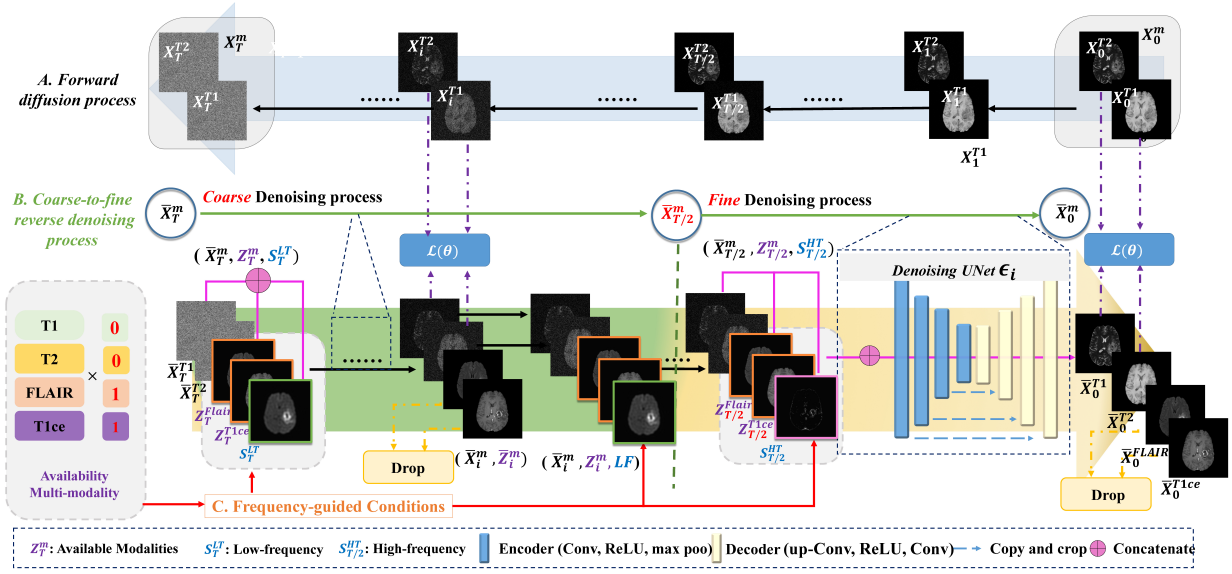 A. Forward
diffusion process
X_T^{T2}
X_T^m
X_T^{T1}
X_i^{T2}
X_i^{T1}
......
......
X_{T/2}^{T2}
X_{T/2}^{T1}
......
X_1^{T2}
X_1^{T1}
X_1^{T1}
X_0^{T2}
X_0^m
X_0^{T1}
B. Coarse-to-fine
reverse denoising
process
X̅_T^m
Coarse Denoising process
X̅_{T/2}^m
Fine Denoising process
X̅_0^m
(X̅_T^m, Z_T^m, S_T^{LT})
ℒ(θ)
(X̅_{T/2}^m, Z_{T/2}^m, S_{T/2}^{HT})
ℒ(θ)
Denoising UNet ϵ_i
T1
0
T2
0
FLAIR
1
T1ce
1
×
Availability
Multi-modality
X̅_T^{T1}
X̅_T^{T2}
Z_T^{Flair}
Z_T^{T1ce}
S_T^{LT}
......
Drop
(X̅_i^m, Z̅_i^m)
(X̅_i^m, Z_i^m, LF)
......
Z_{T/2}^{Flair}
Z_{T/2}^{T1ce}
S_{T/2}^{HT}
X̅_0^{T1}
X̅_0^{T2}
X̅_0^{FLAIR}
X̅_0^{T1ce}
Drop
C. Frequency-guided Conditions
Z_T^m: Available Modalities S_T^{LT}: Low-frequency S_{T/2}^{HT}: High-frequency Encoder (Conv, ReLU, max poo) Decoder (up-Conv, ReLU, Conv) Copy and crop Concatenate